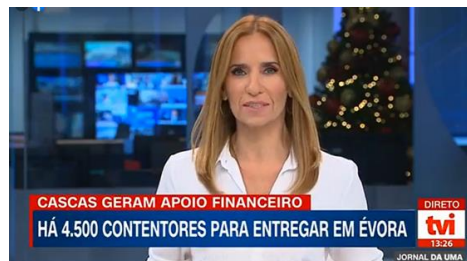 CASCAS GERAM APOIO FINANCEIRO
HÁ 4.500 CONTENTORES PARA ENTREGAR EM ÉVORA
DIRETO
tvi
13:26
JORNAL DA UMA